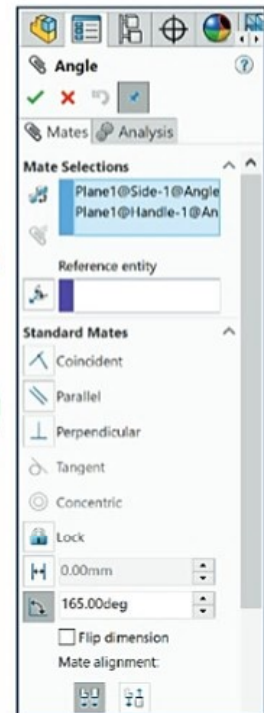 Angle
Mates Analysis
Mate Selections
Plane1@Side-1@Angle
Plane1@Handle-1@An
Reference entity
Standard Mates
Coincident
Parallel
Perpendicular
Tangent
Concentric
Lock
0.00mm
165.00deg
Flip dimension
Mate alignment: